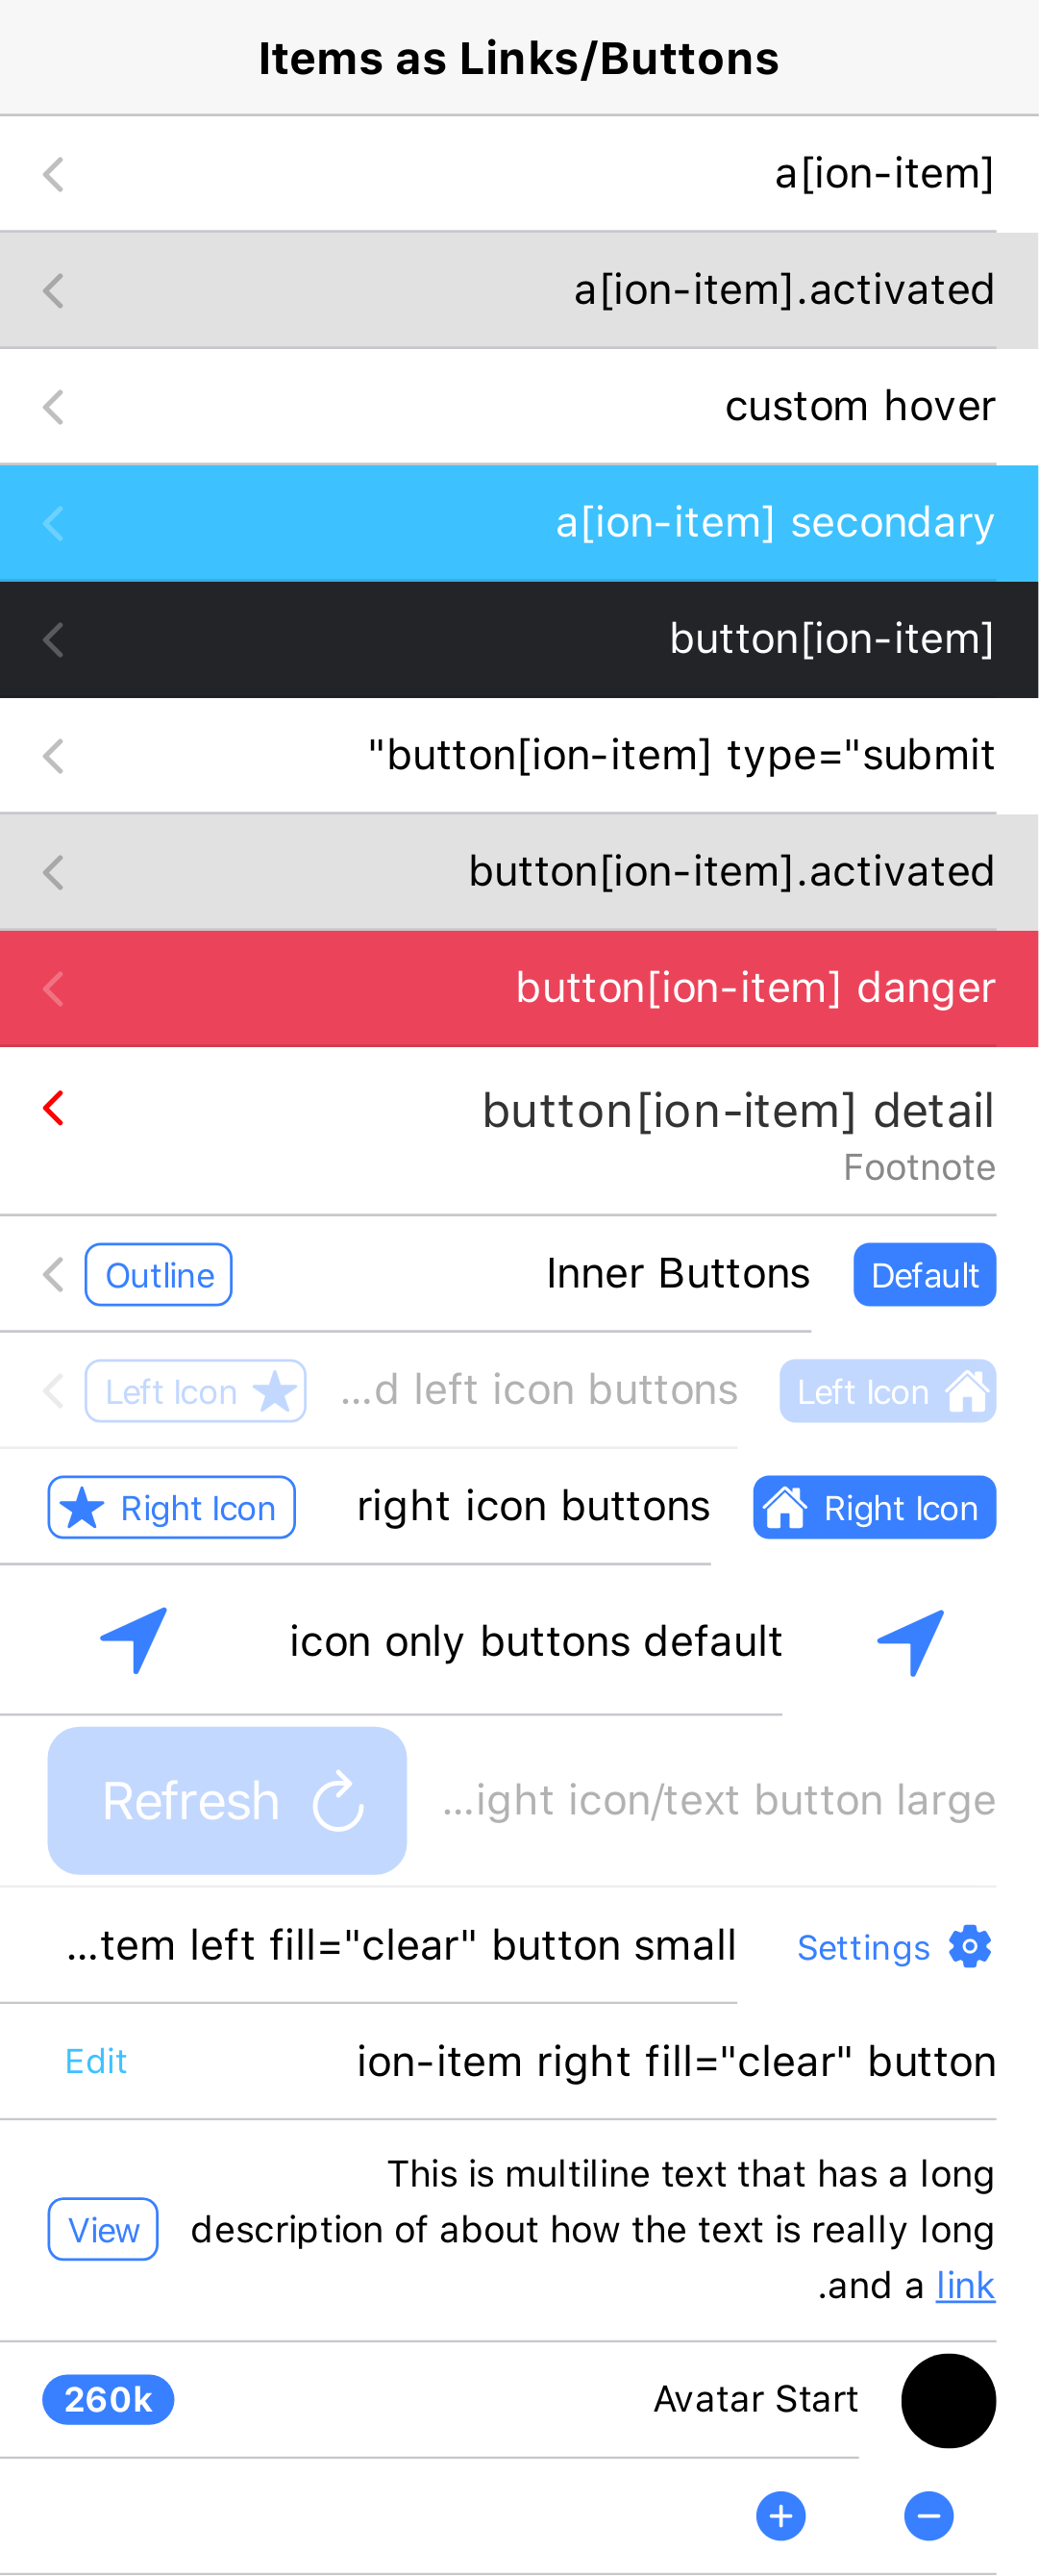 Items as Links/Buttons
a[ion-item]
a[ion-item].activated
custom hover
a[ion-item] secondary
button[ion-item]
"button[ion-item] type="submit
button[ion-item].activated
button[ion-item] danger
button[ion-item] detail
Footnote
Outline Inner Buttons Default
Left Icon ...d left icon buttons Left Icon
Right Icon right icon buttons Right Icon
icon only buttons default
Refresh ...ight icon/text button large
...tem left fill="clear" button small Settings
Edit ion-item right fill="clear" button
This is multiline text that has a long
View description of about how the text is really long
.and a link
260k Avatar Start